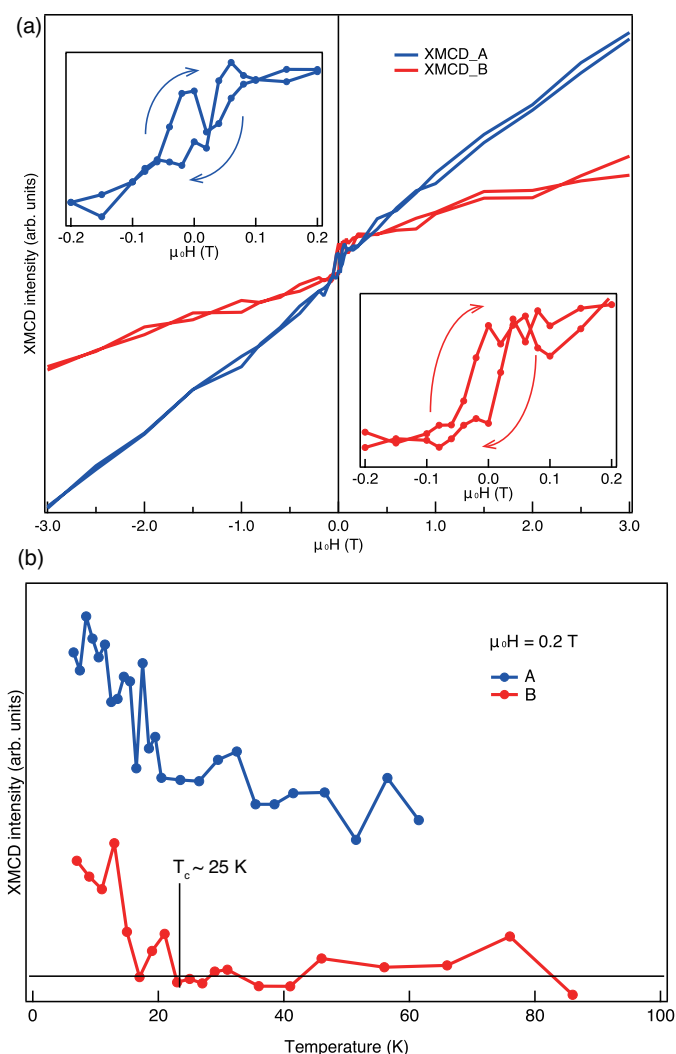 (a)
XMCD_A
XMCD_B
XMCD intensity (arb. units)
-0.2 -0.1 0.0 0.1 0.2
μ₀H (T)
-0.2 -0.1 0.0 0.1 0.2
μ₀H (T)
-3.0 -2.0 -1.0 0.0 1.0 2.0 3.0
μ₀H (T)
(b)
μ₀H = 0.2 T
A
B
XMCD intensity (arb. units)
T꜀ ~ 25 K
0 20 40 60 80 100
Temperature (K)